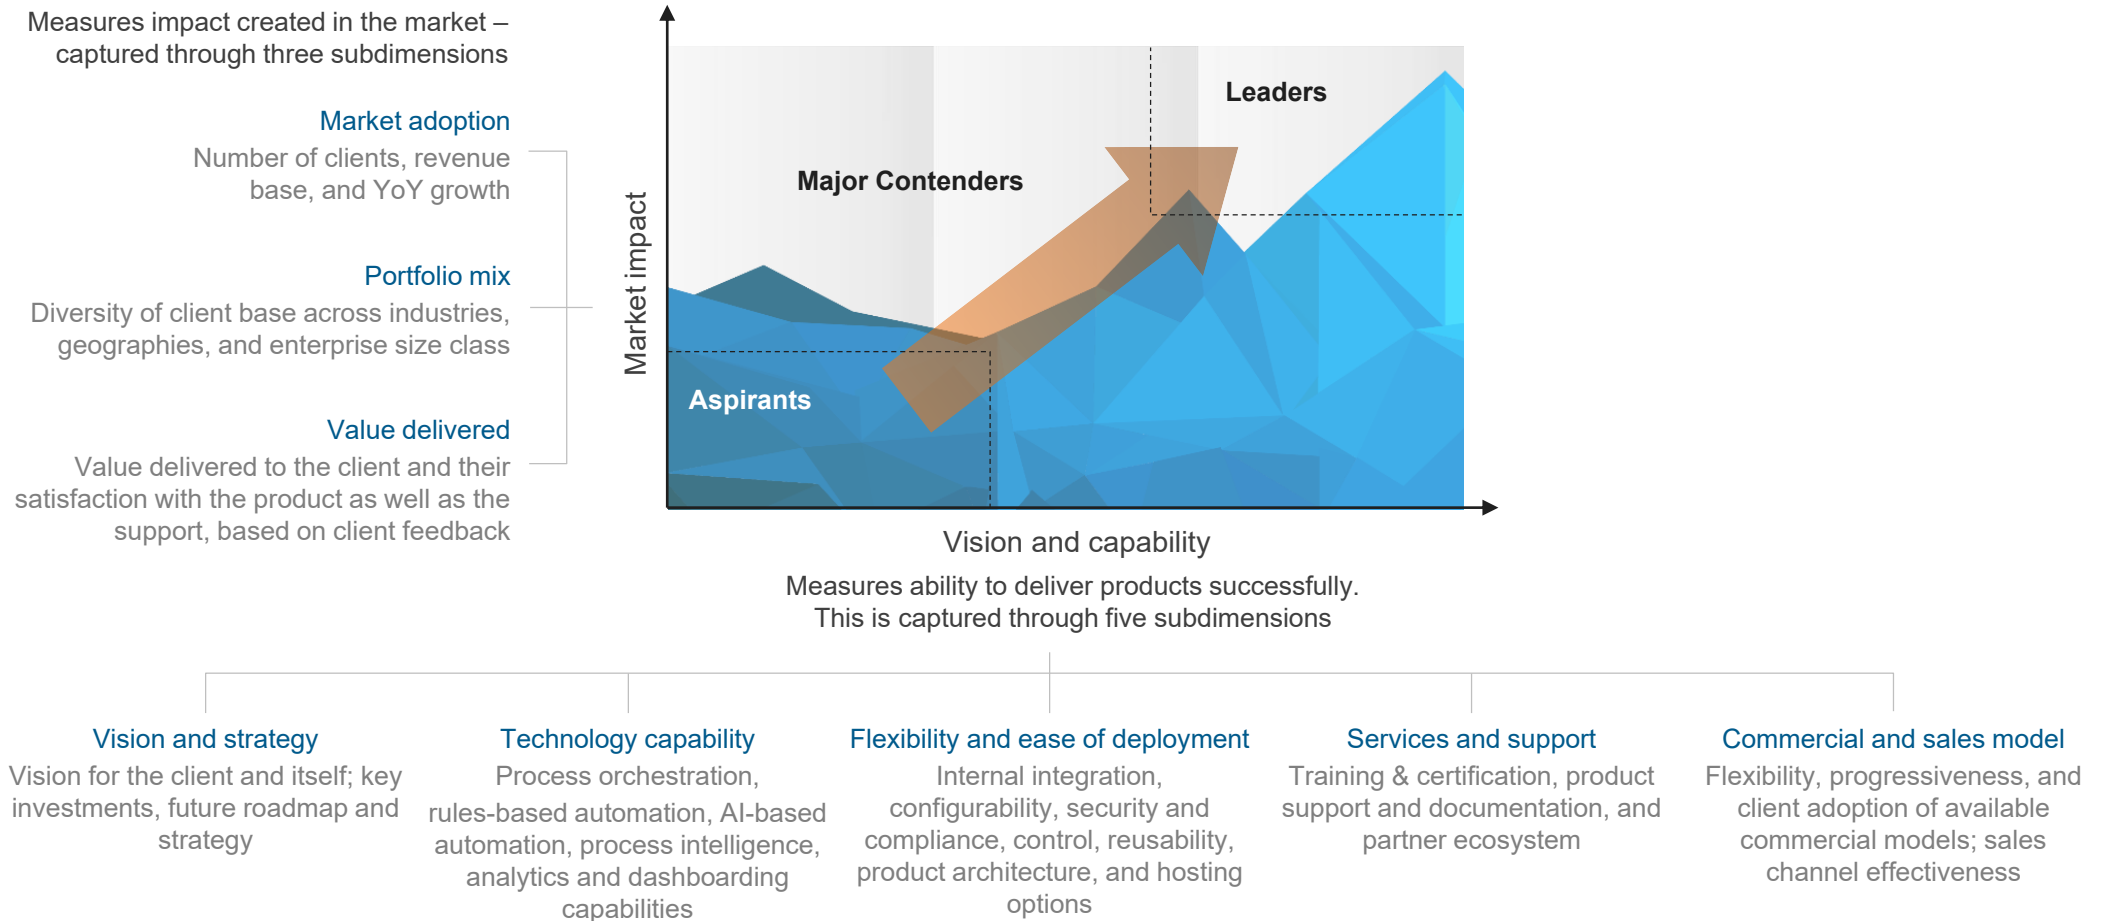 Measures impact created in the market –
captured through three subdimensions
Market adoption
Number of clients, revenue
base, and YoY growth
Portfolio mix
Diversity of client base across industries,
geographies, and enterprise size class
Value delivered
Value delivered to the client and their
satisfaction with the product as well as the
support, based on client feedback
Market impact
Leaders
Major Contenders
Aspirants
Vision and capability
Measures ability to deliver products successfully.
This is captured through five subdimensions
Vision and strategy
Vision for the client and itself; key
investments, future roadmap and
strategy
Technology capability
Process orchestration,
rules-based automation, AI-based
automation, process intelligence,
analytics and dashboarding
capabilities
Flexibility and ease of deployment
Internal integration,
configurability, security and
compliance, control, reusability,
product architecture, and hosting
options
Services and support
Training & certification, product
support and documentation, and
partner ecosystem
Commercial and sales model
Flexibility, progressiveness, and
client adoption of available
commercial models; sales
channel effectiveness